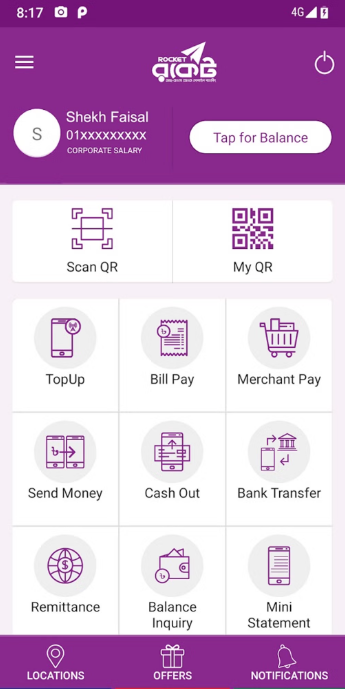 8:17
4G
ROCKET
রকেট
Shekh Faisal
01xxxxxxxxx
CORPORATE SALARY
S
Tap for Balance
Scan QR
My QR
TopUp
Bill Pay
Merchant Pay
Send Money
Cash Out
Bank Transfer
Remittance
Balance
Inquiry
Mini
Statement
LOCATIONS
OFFERS
NOTIFICATIONS